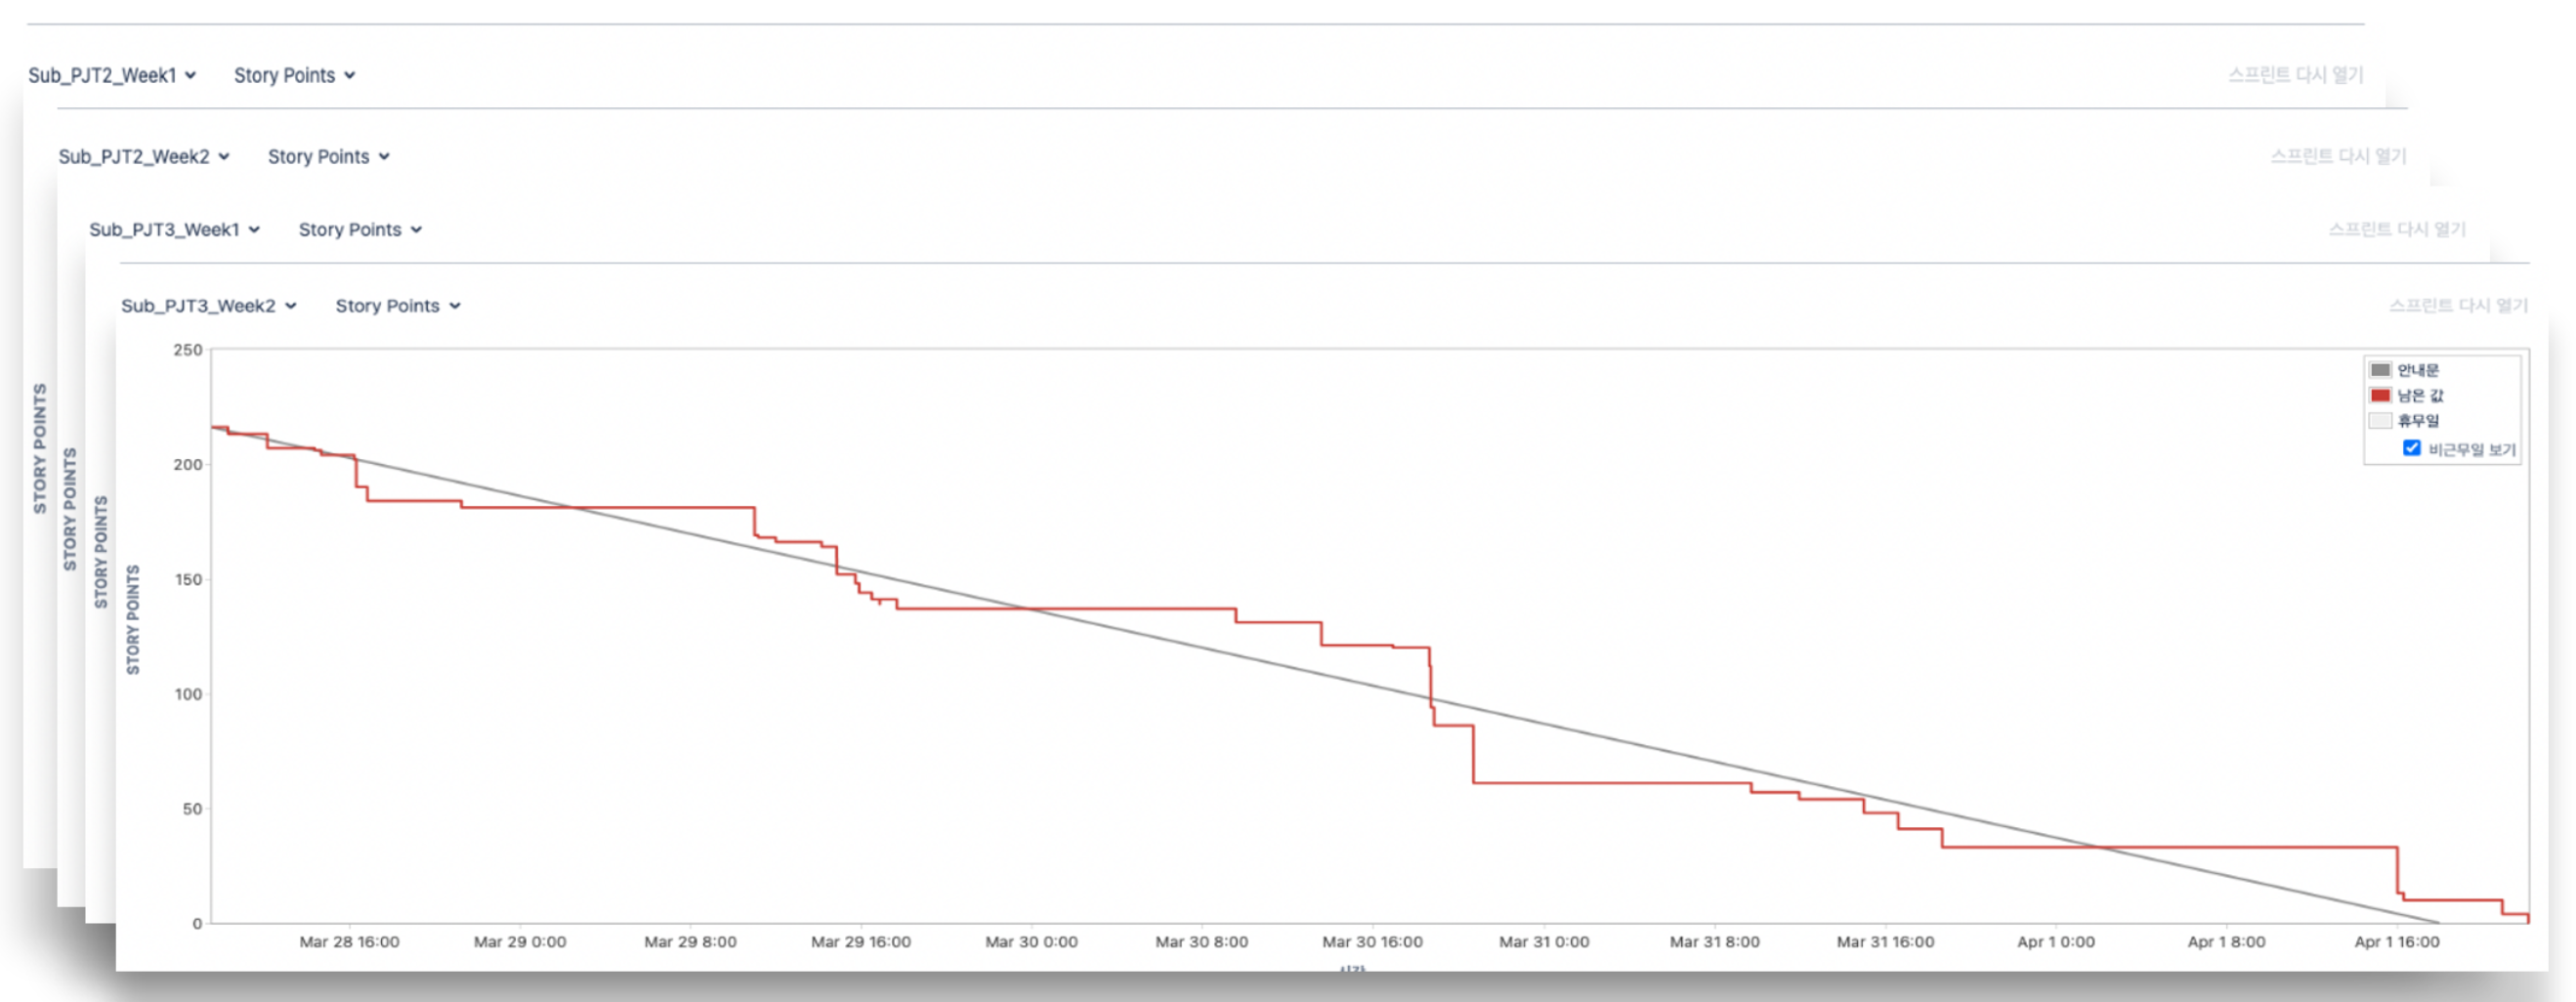 Sub_PJT2_Week1 Story Points 스프린트 다시 열기
Sub_PJT2_Week2 Story Points 스프린트 다시 열기
Sub_PJT3_Week1 Story Points 스프린트 다시 열기
Sub_PJT3_Week2 Story Points 스프린트 다시 열기
STORY POINTS
STORY POINTS
STORY POINTS
STORY POINTS
250
200
150
100
50
0
안내문
남은 값
휴무일
비근무일 보기
Mar 28 16:00 Mar 29 0:00 Mar 29 8:00 Mar 29 16:00 Mar 30 0:00 Mar 30 8:00 Mar 30 16:00 Mar 31 0:00 Mar 31 8:00 Mar 31 16:00 Apr 1 0:00 Apr 1 8:00 Apr 1 16:00